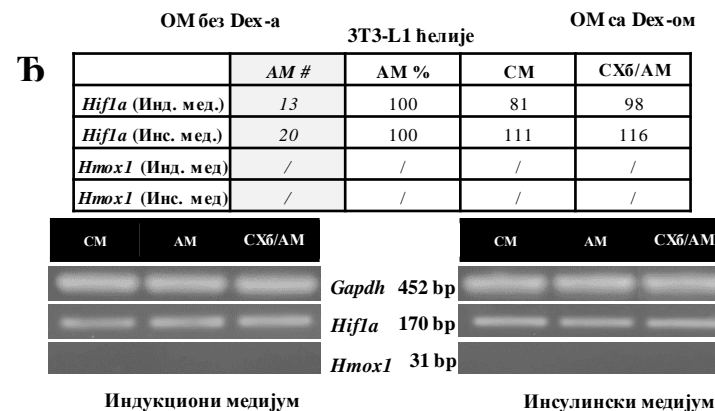 ОМ без Dex-а
ОМ са Dex-ом
3Т3-L1 ћелије
Ђ
АМ # АМ % СМ СХб/АМ
Hif1a (Инд. мед.) 13 100 81 98
Hif1a (Инс. мед.) 20 100 111 116
Hmox1 (Инд. мед) / / / /
Hmox1 (Инс. мед) / / / /
СМ АМ СХб/АМ СМ АМ СХб/АМ
Gapdh 452 bp
Hif1a 170 bp
Hmox1 31 bp
Индукциони медијум Инсулински медијум